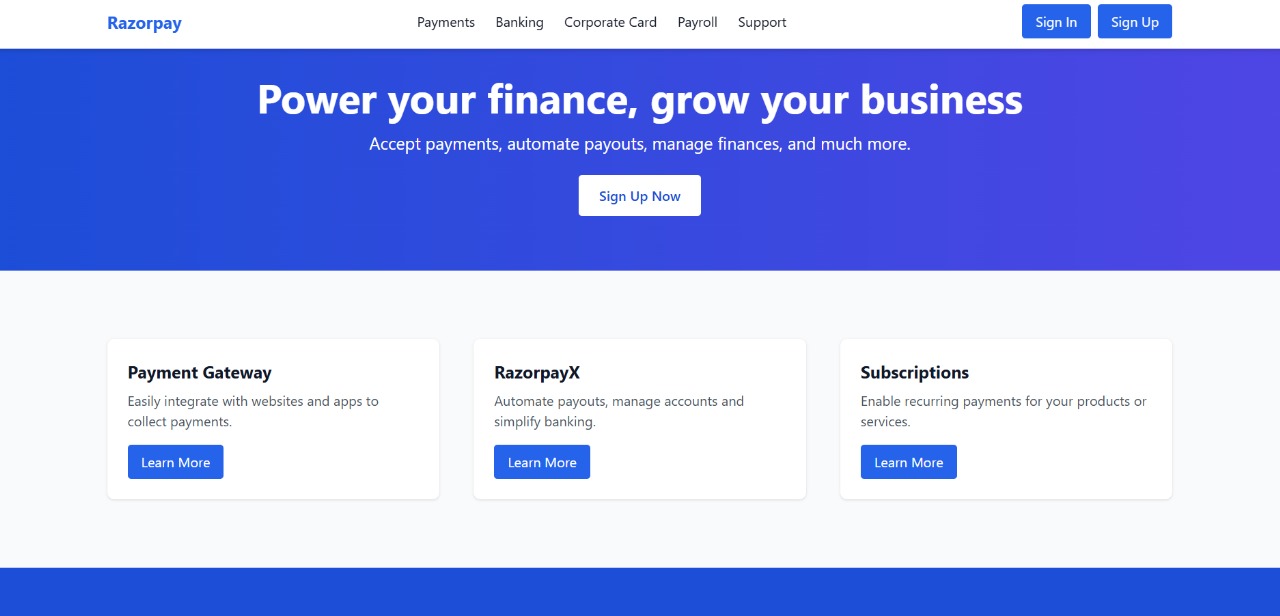 Razorpay
Payments Banking Corporate Card Payroll Support
Sign In Sign Up
Power your finance, grow your business
Accept payments, automate payouts, manage finances, and much more.
Sign Up Now
Payment Gateway
Easily integrate with websites and apps to
collect payments.
Learn More
RazorpayX
Automate payouts, manage accounts and
simplify banking.
Learn More
Subscriptions
Enable recurring payments for your products or
services.
Learn More